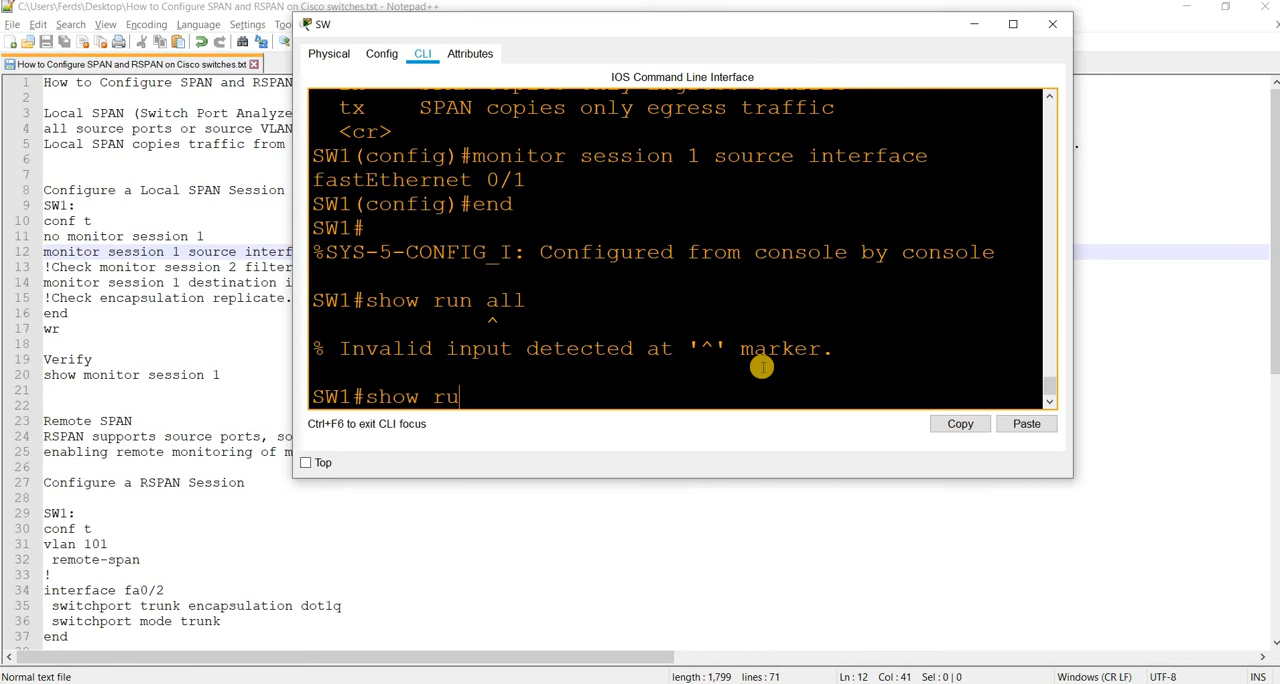 C:\Users\Ferds\Desktop\How to Configure SPAN and RSPAN on Cisco switches.txt - Notepad++
File Edit Search View Encoding Language Settings
How to Configure SPAN and RSPAN on Cisco switches.txt
1 How to Configure SPAN and RSPAN
2
3 Local SPAN (Switch Port Analyze
4 all source ports or source VLAN
5 Local SPAN copies traffic from
6
7
8 Configure a Local SPAN Session
9 SW1:
10 conf t
11 no monitor session 1
12 monitor session 1 source interf
13 !Check monitor session 2 filter
14 monitor session 1 destination i
15 !Check encapsulation replicate.
16 end
17 wr
18
19 Verify
20 show monitor session 1
21
22
23 Remote SPAN
24 RSPAN supports source ports, so
25 enabling remote monitoring of m
26
27 Configure a RSPAN Session
28
29 SW1:
30 conf t
31 vlan 101
32 remote-span
33 !
34 interface fa0/2
35 switchport trunk encapsulation dot1q
36 switchport mode trunk
37 end
SW
Physical Config CLI Attributes
IOS Command Line Interface
tx SPAN copies only egress traffic
<cr>
SW1(config)#monitor session 1 source interface
fastEthernet 0/1
SW1(config)#end
SW1#
%SYS-5-CONFIG_I: Configured from console by console
SW1#show run all
^
% Invalid input detected at '^' marker.
SW1#show ru
Ctrl+F6 to exit CLI focus
Copy Paste
Top
Normal text file length : 1,799 lines : 71 Ln : 12 Col : 41 Sel : 0 | 0 Windows (CR LF) UTF-8 INS